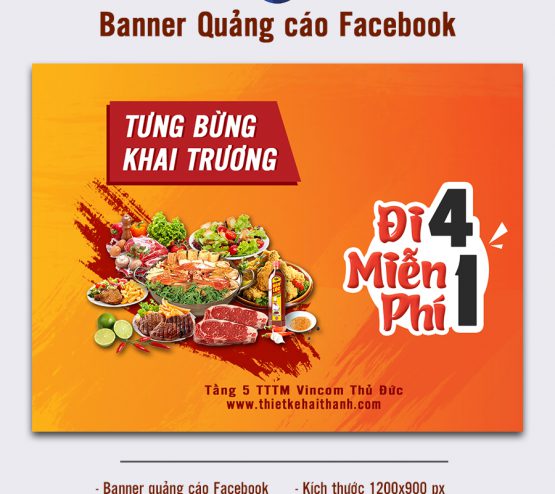 Banner Quảng cáo Facebook
TƯNG BỪNG
KHAI TRƯƠNG
Đi 4
Miễn
Phí 1
Tầng 5 TTTM Vincom Thủ Đức
www.thietkehaithanh.com
- Banner quảng cáo Facebook - Kích thước 1200x900 px